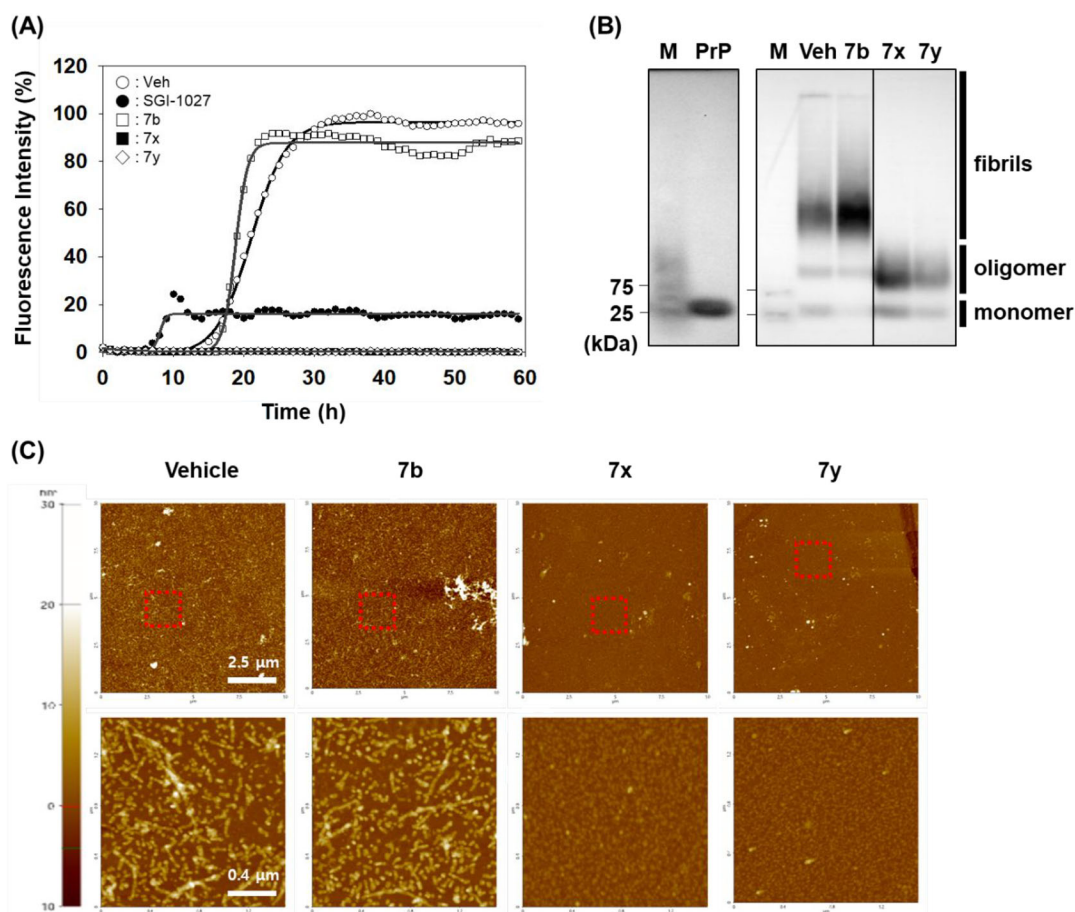 (A)
Fluorescence Intensity (%)
120
100
80
60
40
20
0
○ : Veh
● : SGI-1027
□ : 7b
■ : 7x
◇ : 7y
0 10 20 30 40 50 60
Time (h)
(B)
M PrP M Veh 7b 7x 7y
fibrils
oligomer
monomer
75
25
(kDa)
(C)
Vehicle 7b 7x 7y
nm
30
20
10
0
10
2.5 μm
0.4 μm